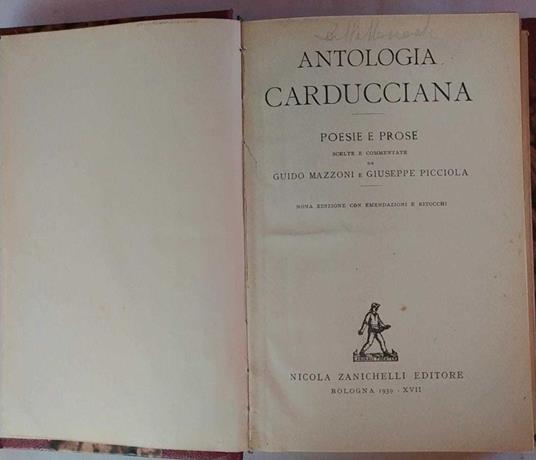 ANTOLOGIA
CARDUCCIANA
POESIE E PROSE
SCELTE E COMMENTATE
DA
GUIDO MAZZONI E GIUSEPPE PICCIOLA
NONA EDIZIONE CON EMENDAZIONI E RITOCCHI
NICOLA ZANICHELLI EDITORE
BOLOGNA 1939 - XVII